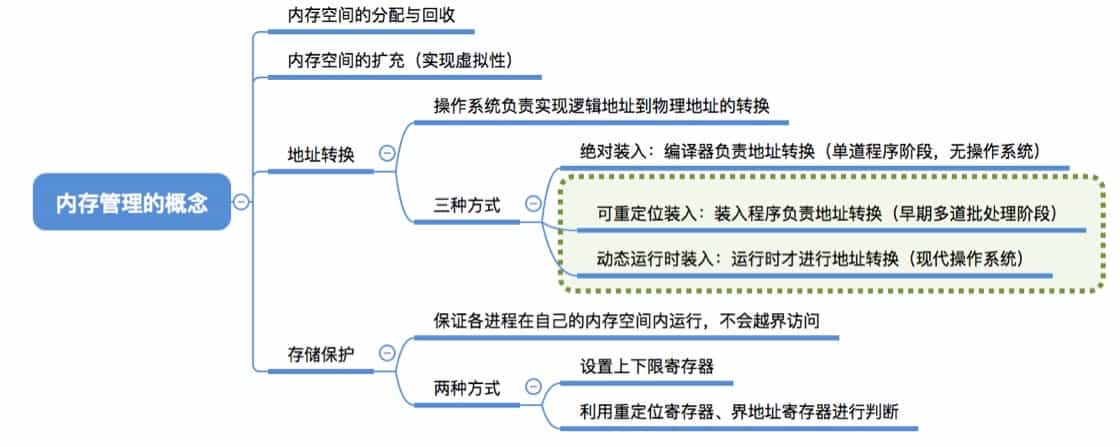 内存管理的概念
内存空间的分配与回收
内存空间的扩充（实现虚拟性）
地址转换
操作系统负责实现逻辑地址到物理地址的转换
三种方式
绝对装入：编译器负责地址转换（单道程序阶段，无操作系统）
可重定位装入：装入程序负责地址转换（早期多道批处理阶段）
动态运行时装入：运行时才进行地址转换（现代操作系统）
存储保护
保证各进程在自己的内存空间内运行，不会越界访问
两种方式
设置上下限寄存器
利用重定位寄存器、界地址寄存器进行判断